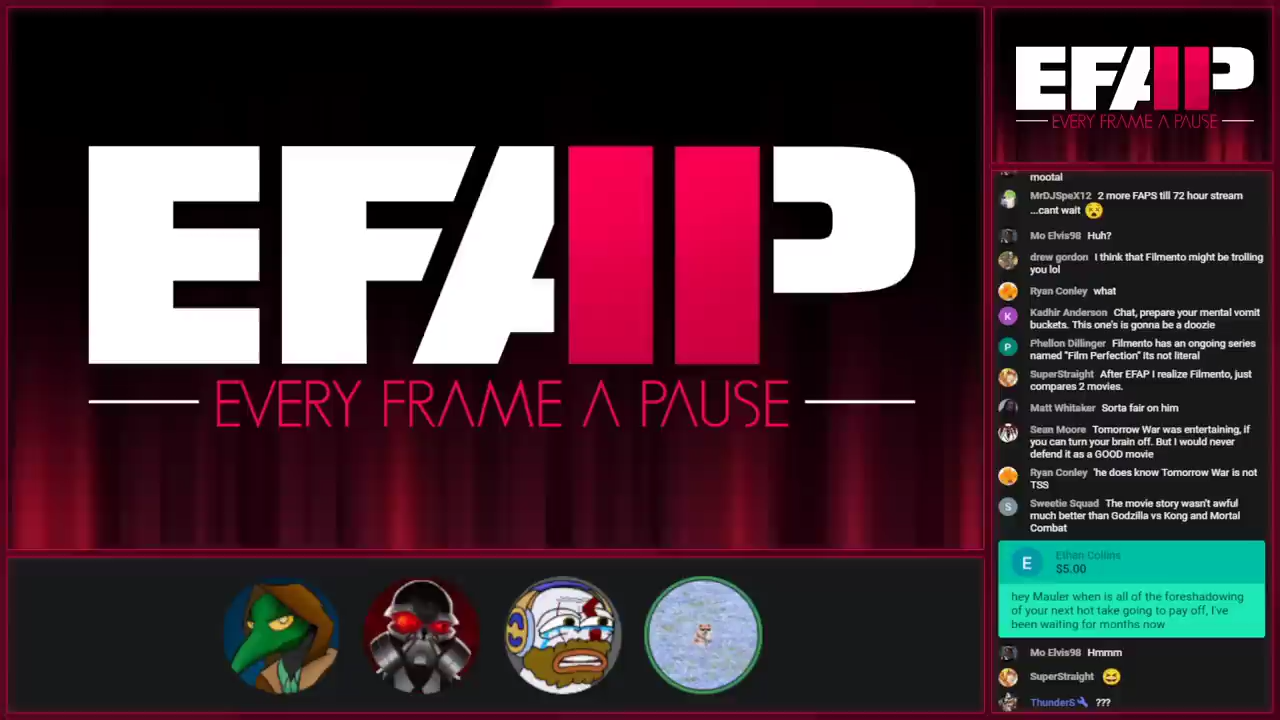 EFAP
EVERY FRAME A PAUSE
EFAP
EVERY FRAME A PAUSE
mootal
MrDJSpeX12 2 more FAPS till 72 hour stream
...cant wait
Mo Elvis98 Huh?
drew gordon I think that Filmento might be trolling
you lol
Ryan Conley what
K
Kadhir Anderson Chat, prepare your mental vomit
buckets. This one's is gonna be a doozie
P
Phellon Dillinger Filmento has an ongoing series
named "Film Perfection" its not literal
SuperStraight After EFAP I realize Filmento, just
compares 2 movies.
Matt Whitaker Sorta fair on him
Sean Moore Tomorrow War was entertaining, if
you can turn your brain off. But I would never
defend it as a GOOD movie
Ryan Conley 'he does know Tomorrow War is not
TSS
S
Sweetie Squad The movie story wasn't awful
much better than Godzilla vs Kong and Mortal
Combat
E
Ethan Collins
$5.00
hey Mauler when is all of the foreshadowing
of your next hot take going to pay off, I've
been waiting for months now
Mo Elvis98 Hmmm
SuperStraight
ThunderS ???